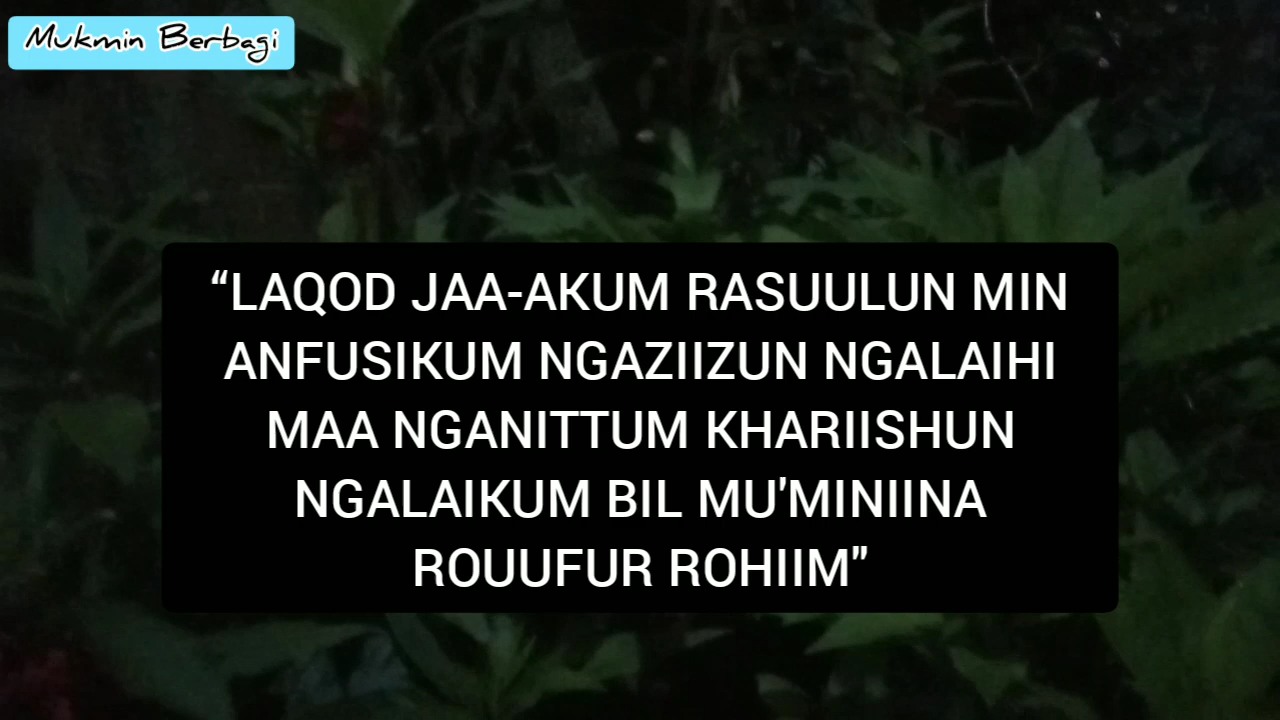 Mukmin Berbagi
“LAQOD JAA-AKUM RASUULUN MIN
ANFUSIKUM NGAZIIZUN NGALAIHI
MAA NGANITTUM KHARIISHUN
NGALAIKUM BIL MU'MINIINA
ROUUFUR ROHIIM”